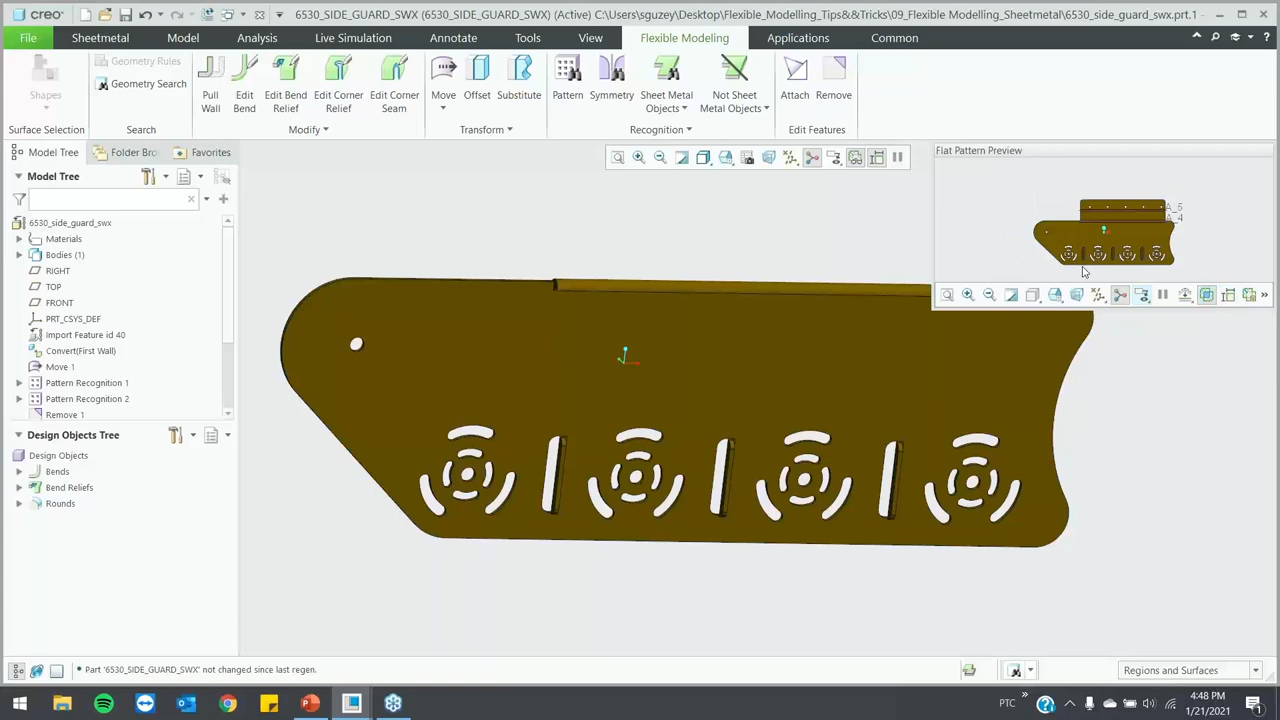 creo 6530_SIDE_GUARD_SWX (6530_SIDE_GUARD_SWX) (Active) C:\Users\sguzey\Desktop\Flexible_Modelling_Tips&&Tricks\09_Flexible Modelling_Sheetmetal\6530_side_guard_swx.prt.1
File Sheetmetal Model Analysis Live Simulation Annotate Tools View Flexible Modeling Applications Common
Geometry Rules
Geometry Search
Shapes
Pull Wall
Edit Bend
Edit Bend Relief
Edit Corner Relief
Edit Corner Seam
Move
Offset
Substitute
Pattern
Symmetry
Sheet Metal Objects
Not Sheet Metal Objects
Attach
Remove
Surface Selection Search Modify Transform Recognition Edit Features
Model Tree Folder Bro Favorites
Flat Pattern Preview
Model Tree
6530_side_guard_swx
Materials
Bodies (1)
RIGHT
TOP
FRONT
PRT_CSYS_DEF
Import Feature id 40
Convert(First Wall)
Move 1
Pattern Recognition 1
Pattern Recognition 2
Remove 1
A_5
A_4
Design Objects Tree
Design Objects
Bends
Bend Reliefs
Rounds
Part '6530_SIDE_GUARD_SWX' not changed since last regen.
Regions and Surfaces
PTC
4:48 PM
1/21/2021